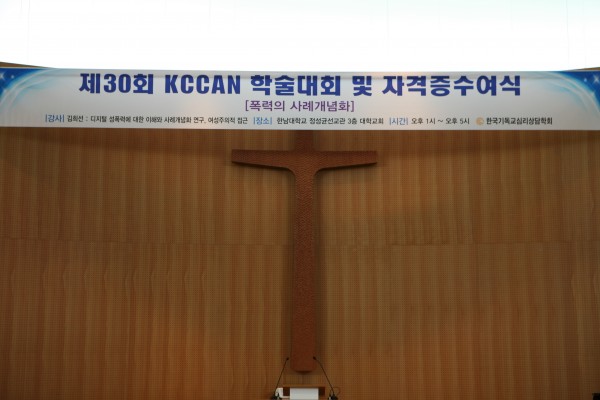 제30회 KCCAN 학술대회 및 자격증수여식
[폭력의 사례개념화]
|강사| 김희선 : 디지털 성폭력에 대한 이해와 사례개념화 연구, 여성주의적 접근 |장소| 한남대학교 정성균선교관 3층 대학교회 |시간| 오후 1시 ~ 오후 5시 한국기독교심리상담학회